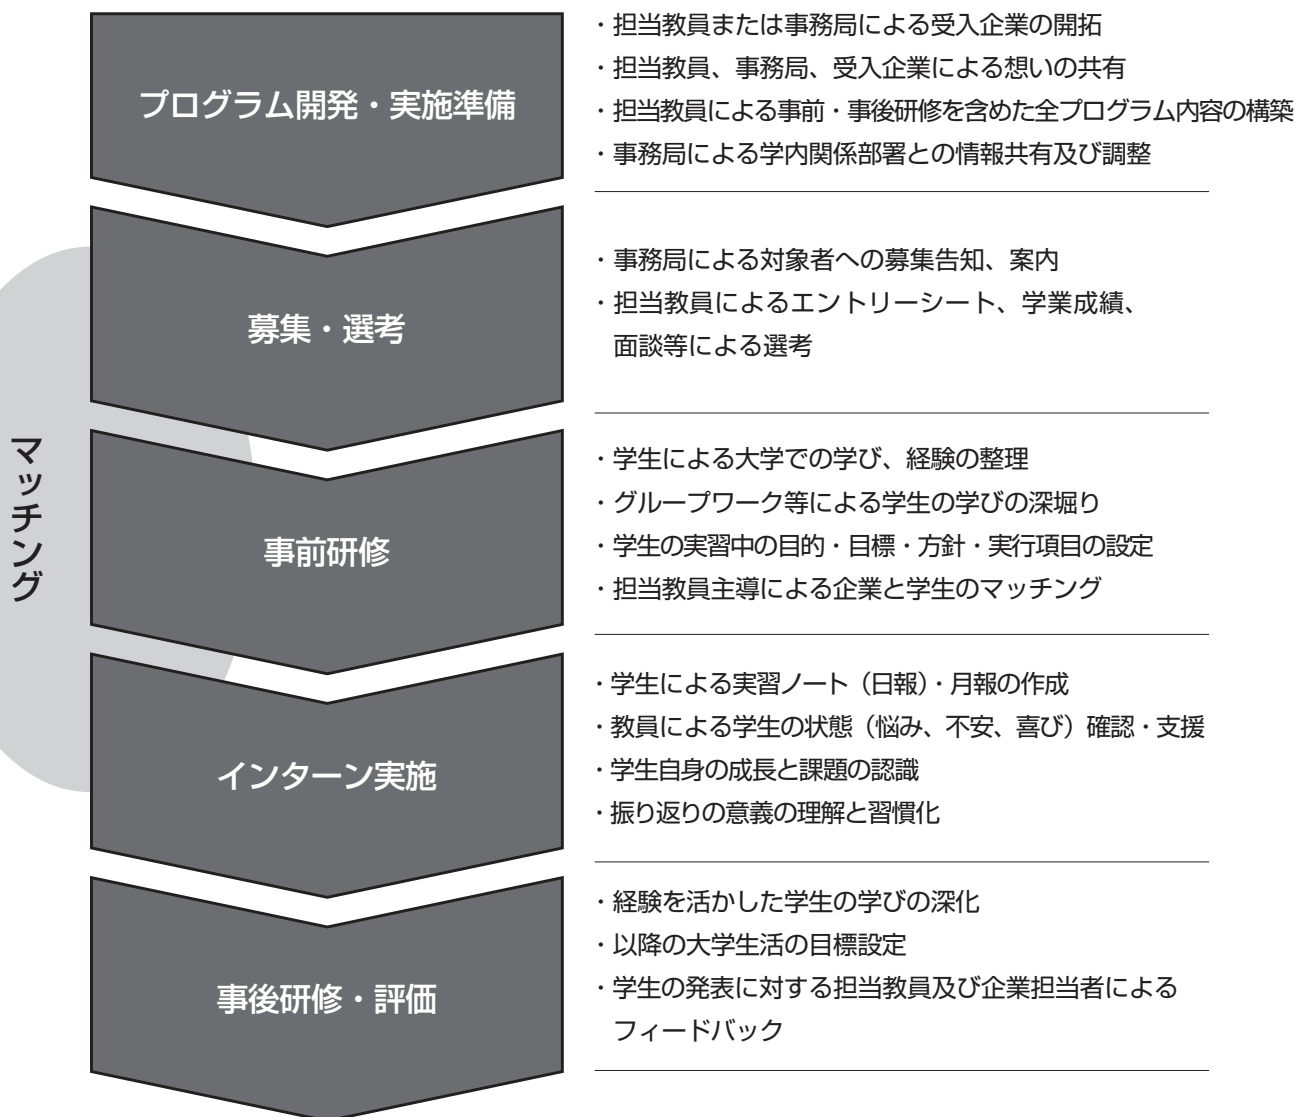 プログラム開発・実施準備
・担当教員または事務局による受入企業の開拓
・担当教員、事務局、受入企業による想いの共有
・担当教員による事前・事後研修を含めた全プログラム内容の構築
・事務局による学内関係部署との情報共有及び調整
マッチング
募集・選考
・事務局による対象者への募集告知、案内
・担当教員によるエントリーシート、学業成績、
面談等による選考
事前研修
・学生による大学での学び、経験の整理
・グループワーク等による学生の学びの深堀り
・学生の実習中の目的・目標・方針・実行項目の設定
・担当教員主導による企業と学生のマッチング
インターン実施
・学生による実習ノート（日報）・月報の作成
・教員による学生の状態（悩み、不安、喜び）確認・支援
・学生自身の成長と課題の認識
・振り返りの意義の理解と習慣化
事後研修・評価
・経験を活かした学生の学びの深化
・以降の大学生活の目標設定
・学生の発表に対する担当教員及び企業担当者による
フィードバック